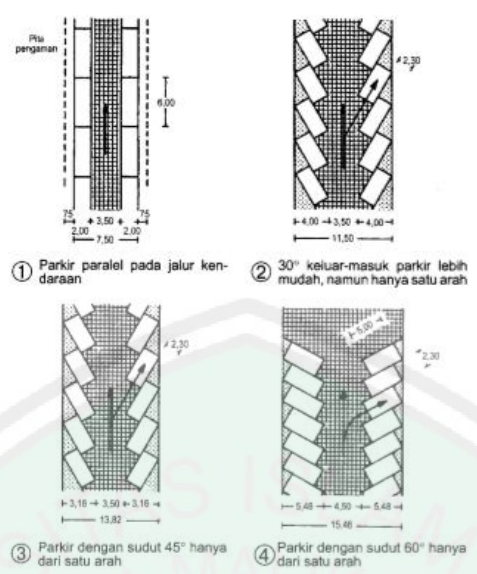 Pita
pengaman
6,00
75 3,50 75
2,00 2,00
7,50
① Parkir paralel pada jalur ken-
daraan
2,30
4,00 3,50 4,00
11,50
② 30° keluar-masuk parkir lebih
mudah, namun hanya satu arah
2,30
3,16 3,50 3,16
13,82
③ Parkir dengan sudut 45° hanya
dari satu arah
5,00
2,30
5,48 4,50 5,48
15,46
④ Parkir dengan sudut 60° hanya
dari satu arah